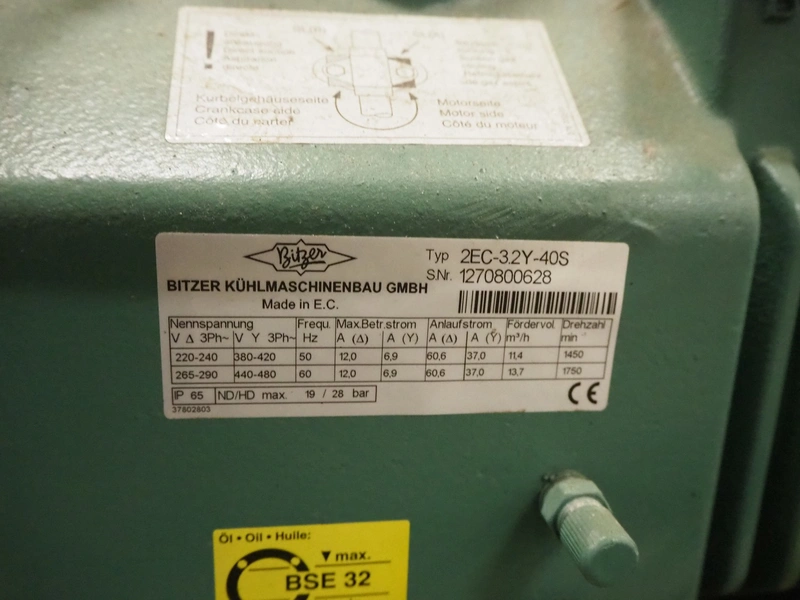 !
Kurbelgehäuseseite
Crankcase side
Côté du carter
Motorseite
Motor side
Côté du moteur
Bitzer
BITZER KÜHLMASCHINENBAU GMBH
Made in E.C.
Typ 2EC-3.2Y-40S
S.Nr. 1270800628
Nennspannung Frequ. Max.Betr.strom Anlaufstrom Fördervol. Drehzahl
V Δ 3Ph~ V Y 3Ph~ Hz A (Δ) A (Y) A (Δ) A (Y) m³/h min
220-240 380-420 50 12,0 6,9 60,6 37,0 11,4 1450
265-290 440-480 60 12,0 6,9 60,6 37,0 13,7 1750
IP 65 ND/HD max. 19 / 28 bar
CE
37802803
Öl • Oil • Huile:
▼ max.
BSE 32